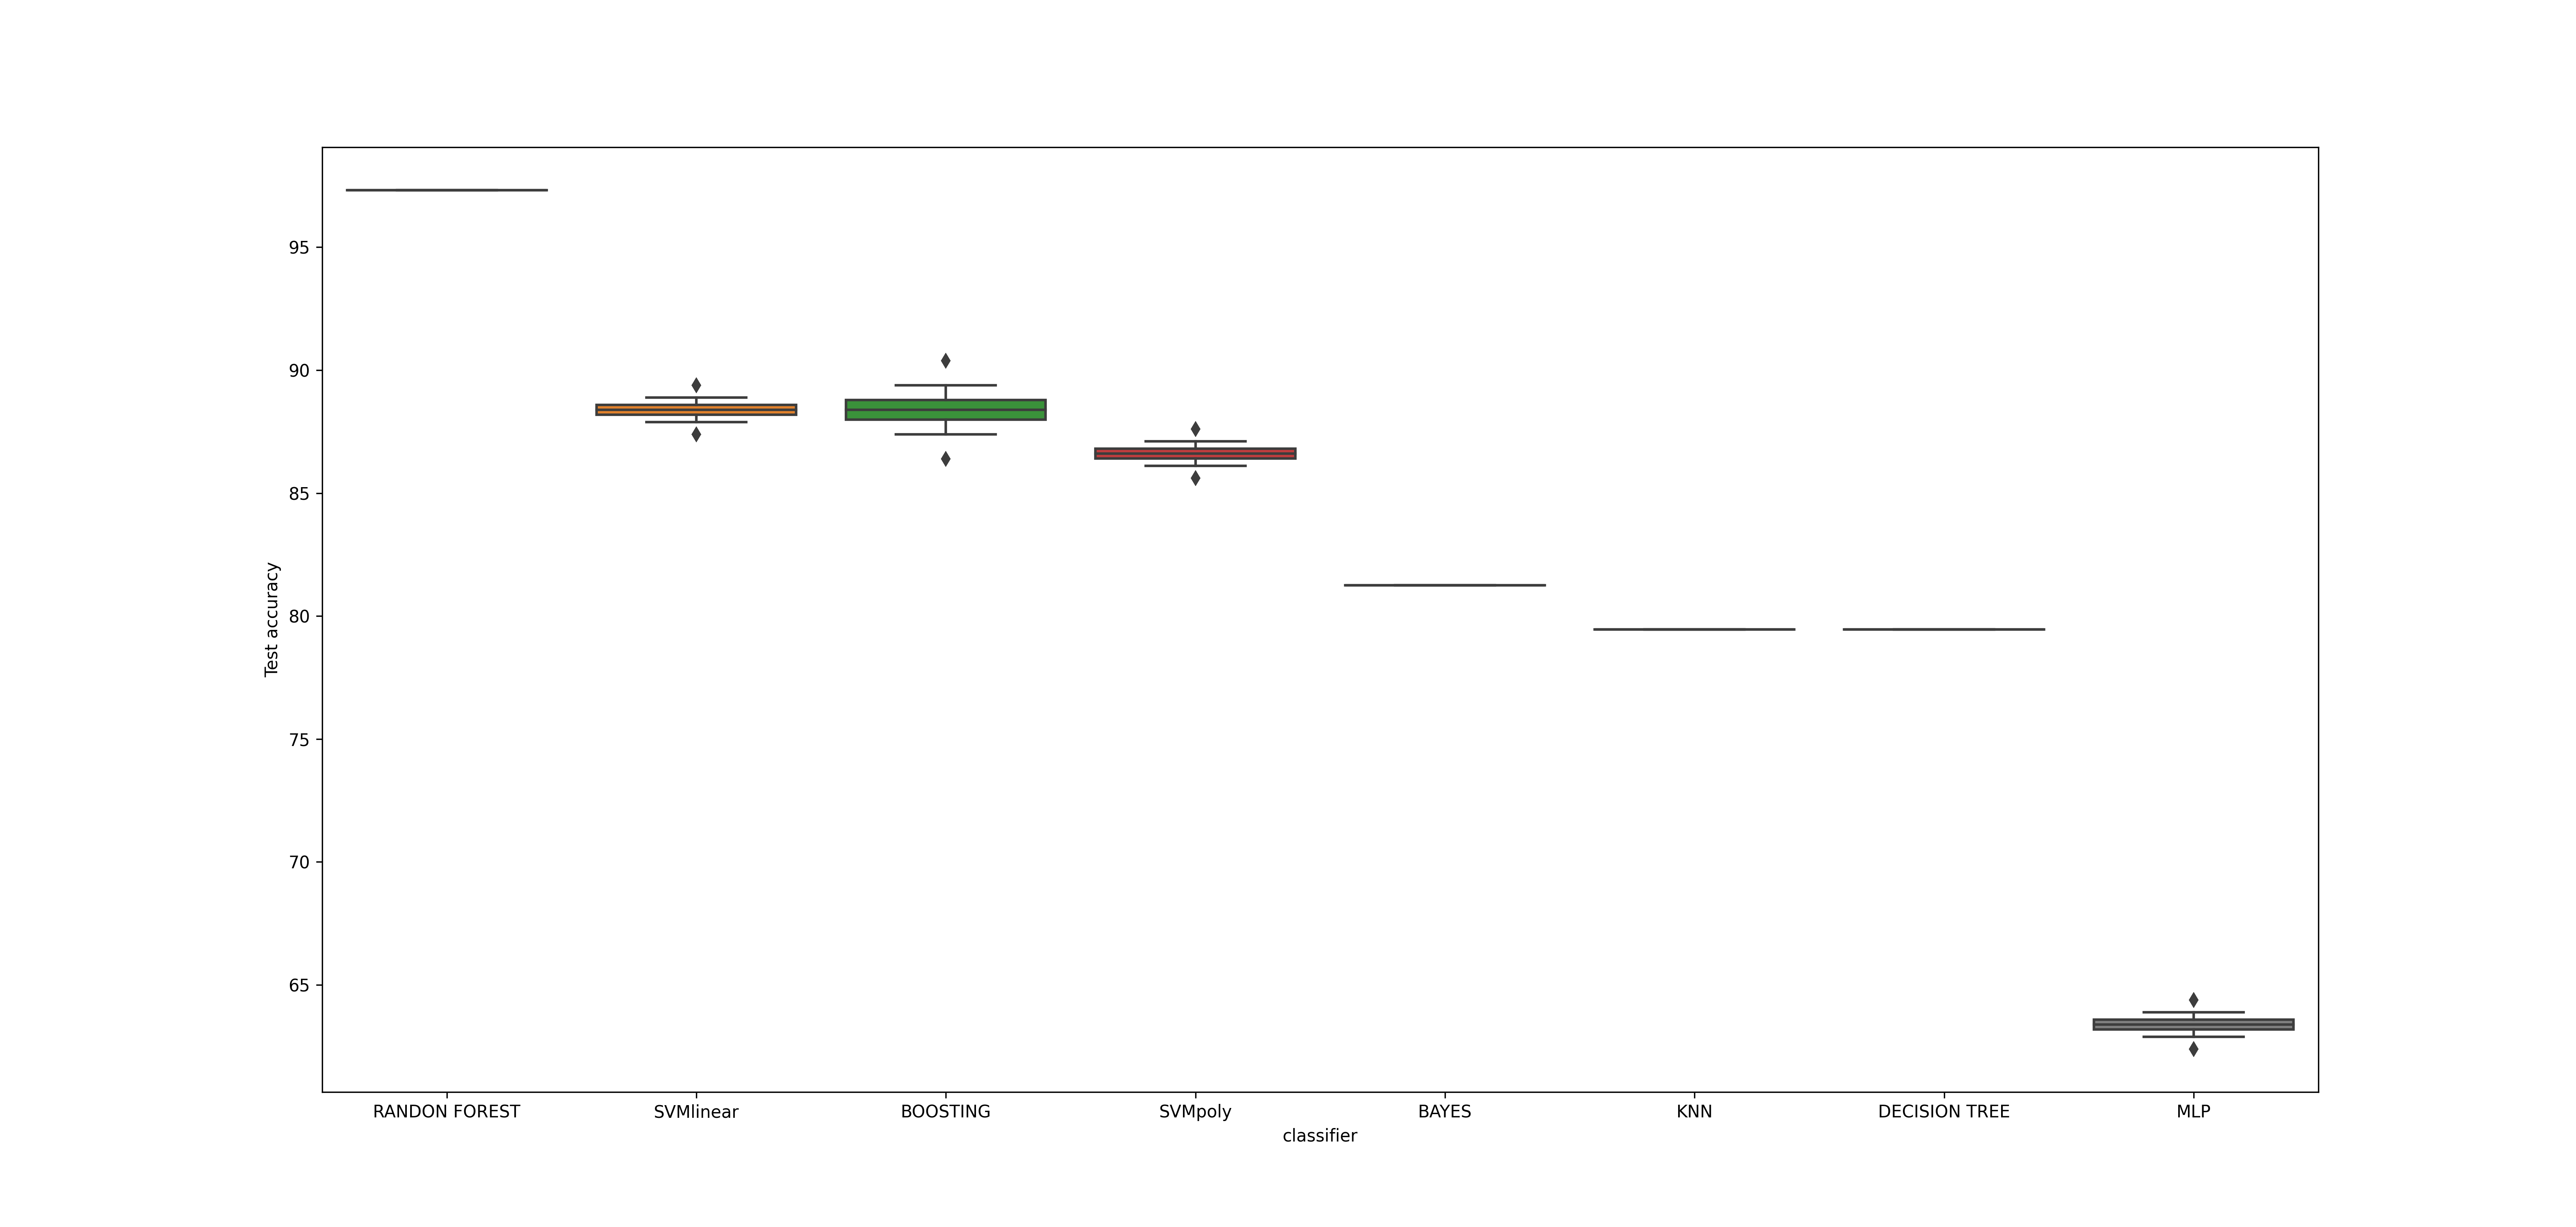 95
90
85
80
75
70
65
Test accuracy
RANDON FOREST SVMlinear BOOSTING SVMpoly BAYES KNN DECISION TREE MLP
classifier